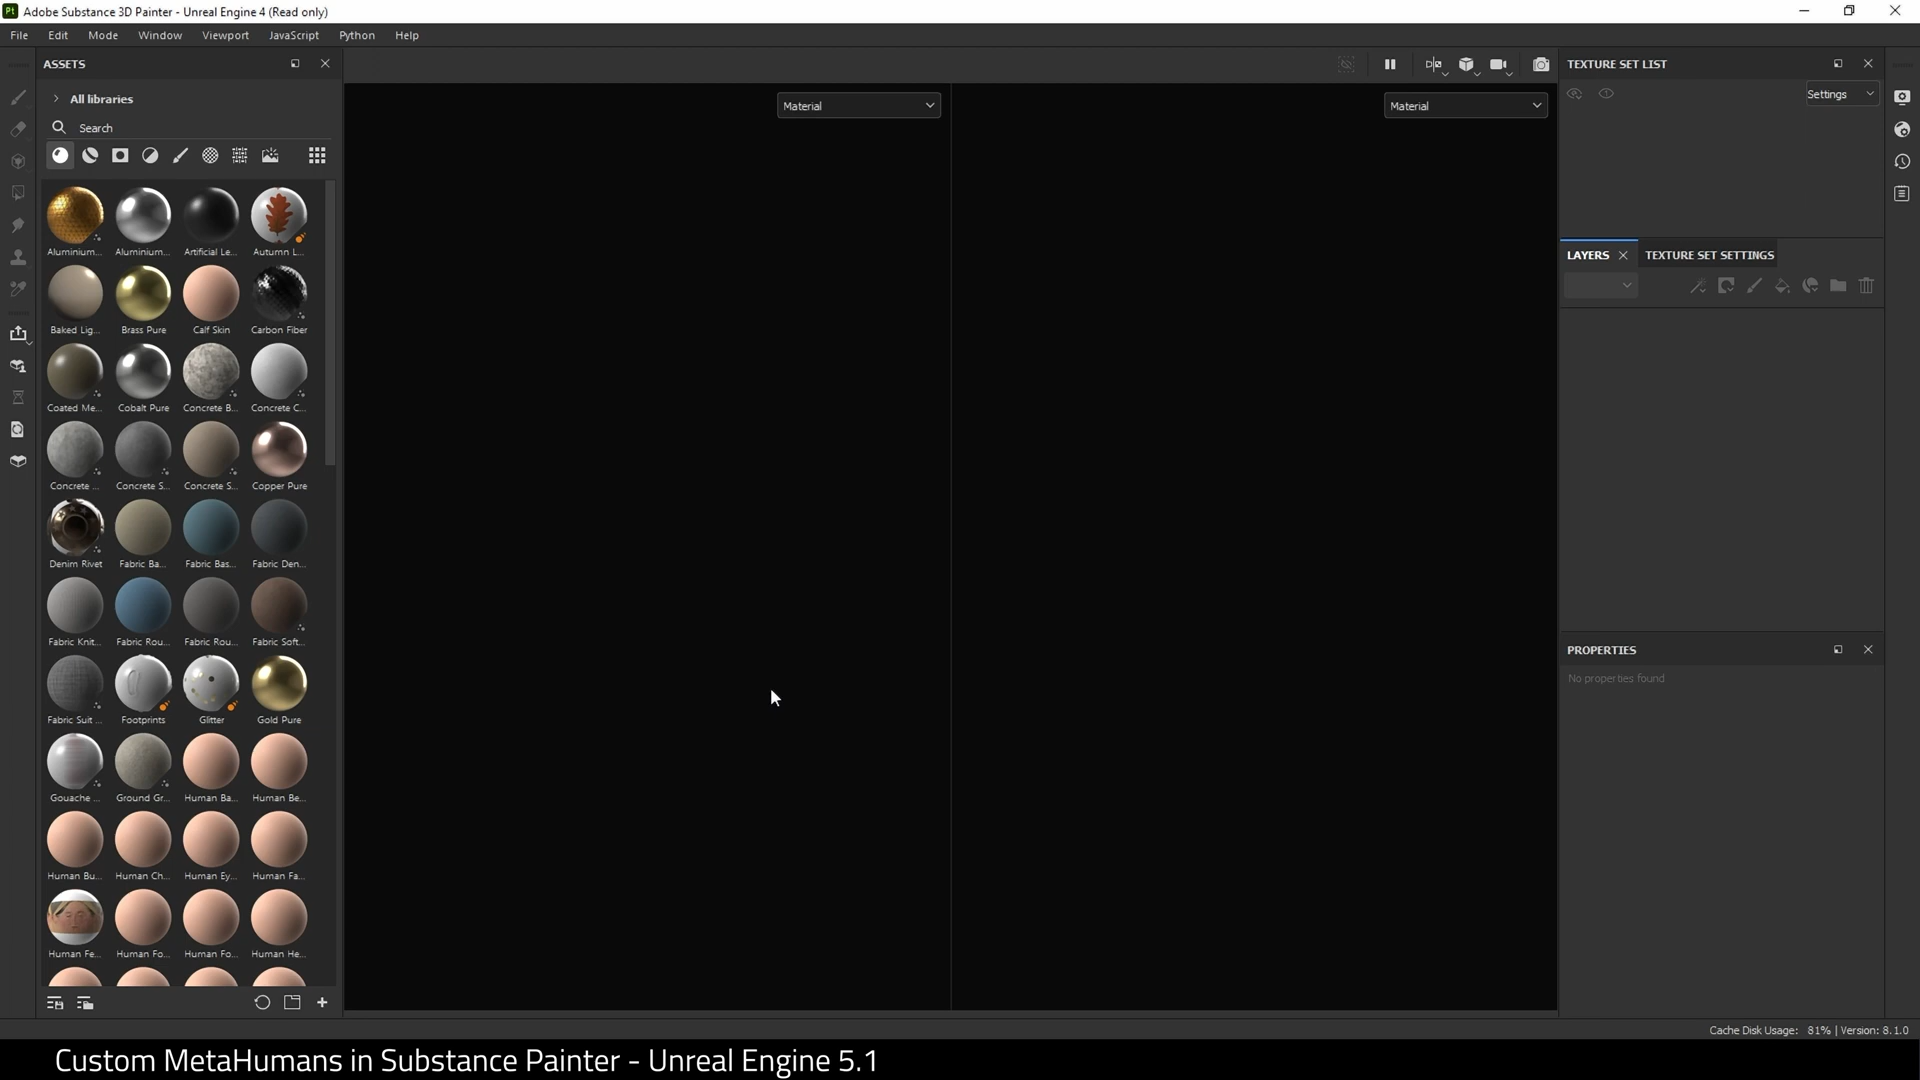 Pt Adobe Substance 3D Painter - Unreal Engine 4 (Read only)
File Edit Mode Window Viewport JavaScript Python Help
ASSETS
All libraries
Search
Material
Material
TEXTURE SET LIST
Settings
LAYERS TEXTURE SET SETTINGS
PROPERTIES
No properties found
Aluminium... Aluminium... Artificial Le... Autumn L...
Baked Lig... Brass Pure Calf Skin Carbon Fiber
Coated Me... Cobalt Pure Concrete B... Concrete C...
Concrete ... Concrete S... Concrete S... Copper Pure
Denim Rivet Fabric Ba... Fabric Bas... Fabric Den...
Fabric Knit... Fabric Rou... Fabric Rou... Fabric Soft...
Fabric Suit ... Footprints Glitter Gold Pure
Gouache ... Ground Gr... Human Ba... Human Be...
Human Bu... Human Ch... Human Ey... Human Fa...
Human Fe... Human Fo... Human Fo... Human He...
Cache Disk Usage: 81% | Version: 8.1.0
Custom MetaHumans in Substance Painter - Unreal Engine 5.1